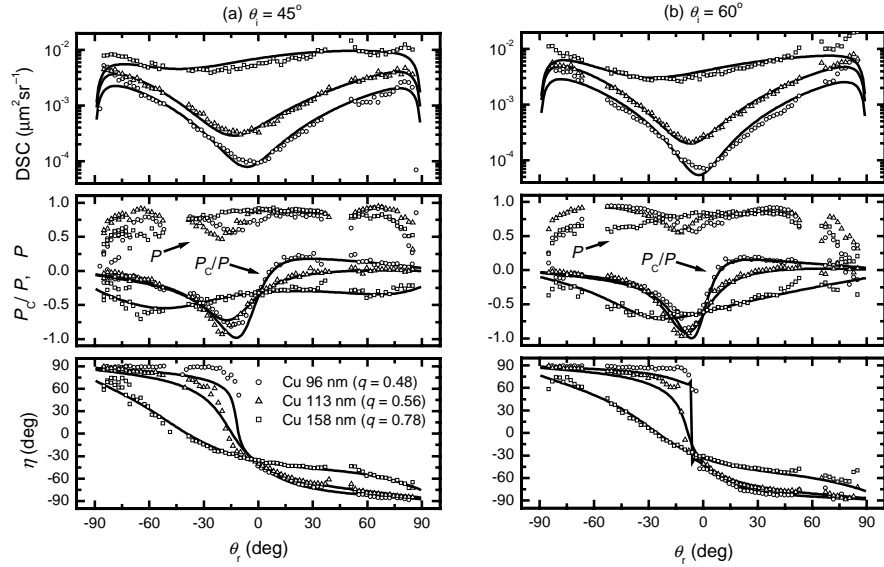 (a) θi = 45°
(b) θi = 60°
DSC (μm²sr⁻¹)
10⁻²
10⁻³
10⁻⁴
10⁻²
10⁻³
10⁻⁴
PC/ P, P
1.0
0.5
0.0
-0.5
-1.0
P
PC/P
1.0
0.5
0.0
-0.5
-1.0
P
PC/P
η (deg)
90
60
30
0
-30
-60
-90
Cu 96 nm (q = 0.48)
Cu 113 nm (q = 0.56)
Cu 158 nm (q = 0.78)
90
60
30
0
-30
-60
-90
-90 -60 -30 0 30 60 90
-90 -60 -30 0 30 60 90
θr (deg)
θr (deg)